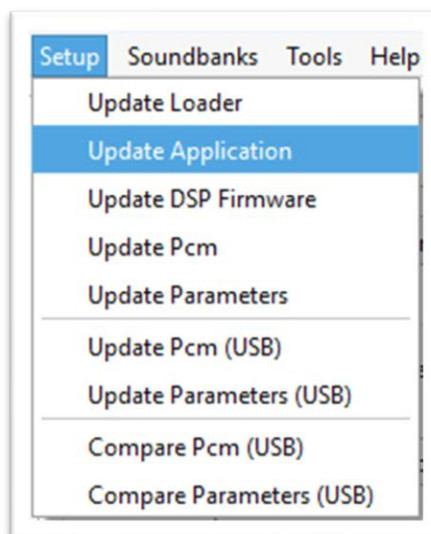 Setup Soundbanks Tools Help
Update Loader
Update Application
Update DSP Firmware
Update Pcm
Update Parameters
Update Pcm (USB)
Update Parameters (USB)
Compare Pcm (USB)
Compare Parameters (USB)